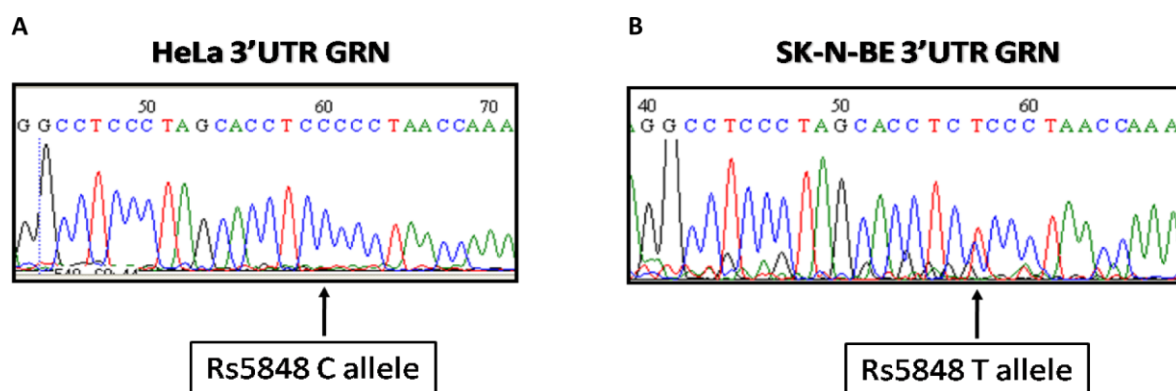 A
HeLa 3'UTR GRN
50 60 70
G G C C T C C C T A G C A C C T C C C C C T A A C C A A A
Rs5848 C allele
B
SK-N-BE 3'UTR GRN
40 50 60
G G C C T C C C T A G C A C C T C T C C C T A A C C A A A
Rs5848 T allele